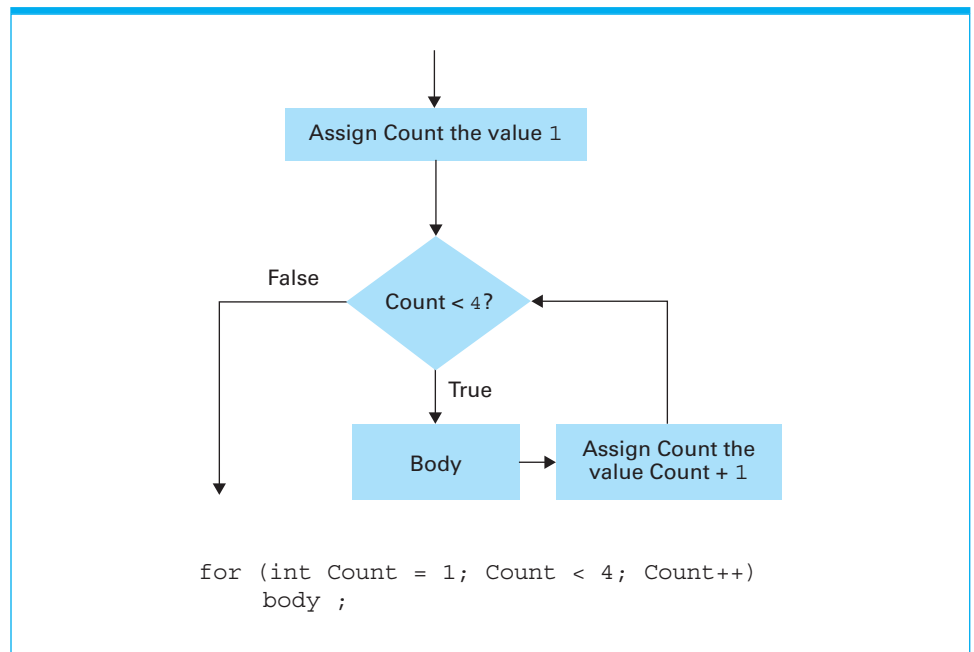 Assign Count the value 1
False
Count < 4?
True
Body
Assign Count the
value Count + 1
for (int Count = 1; Count < 4; Count++)
body ;